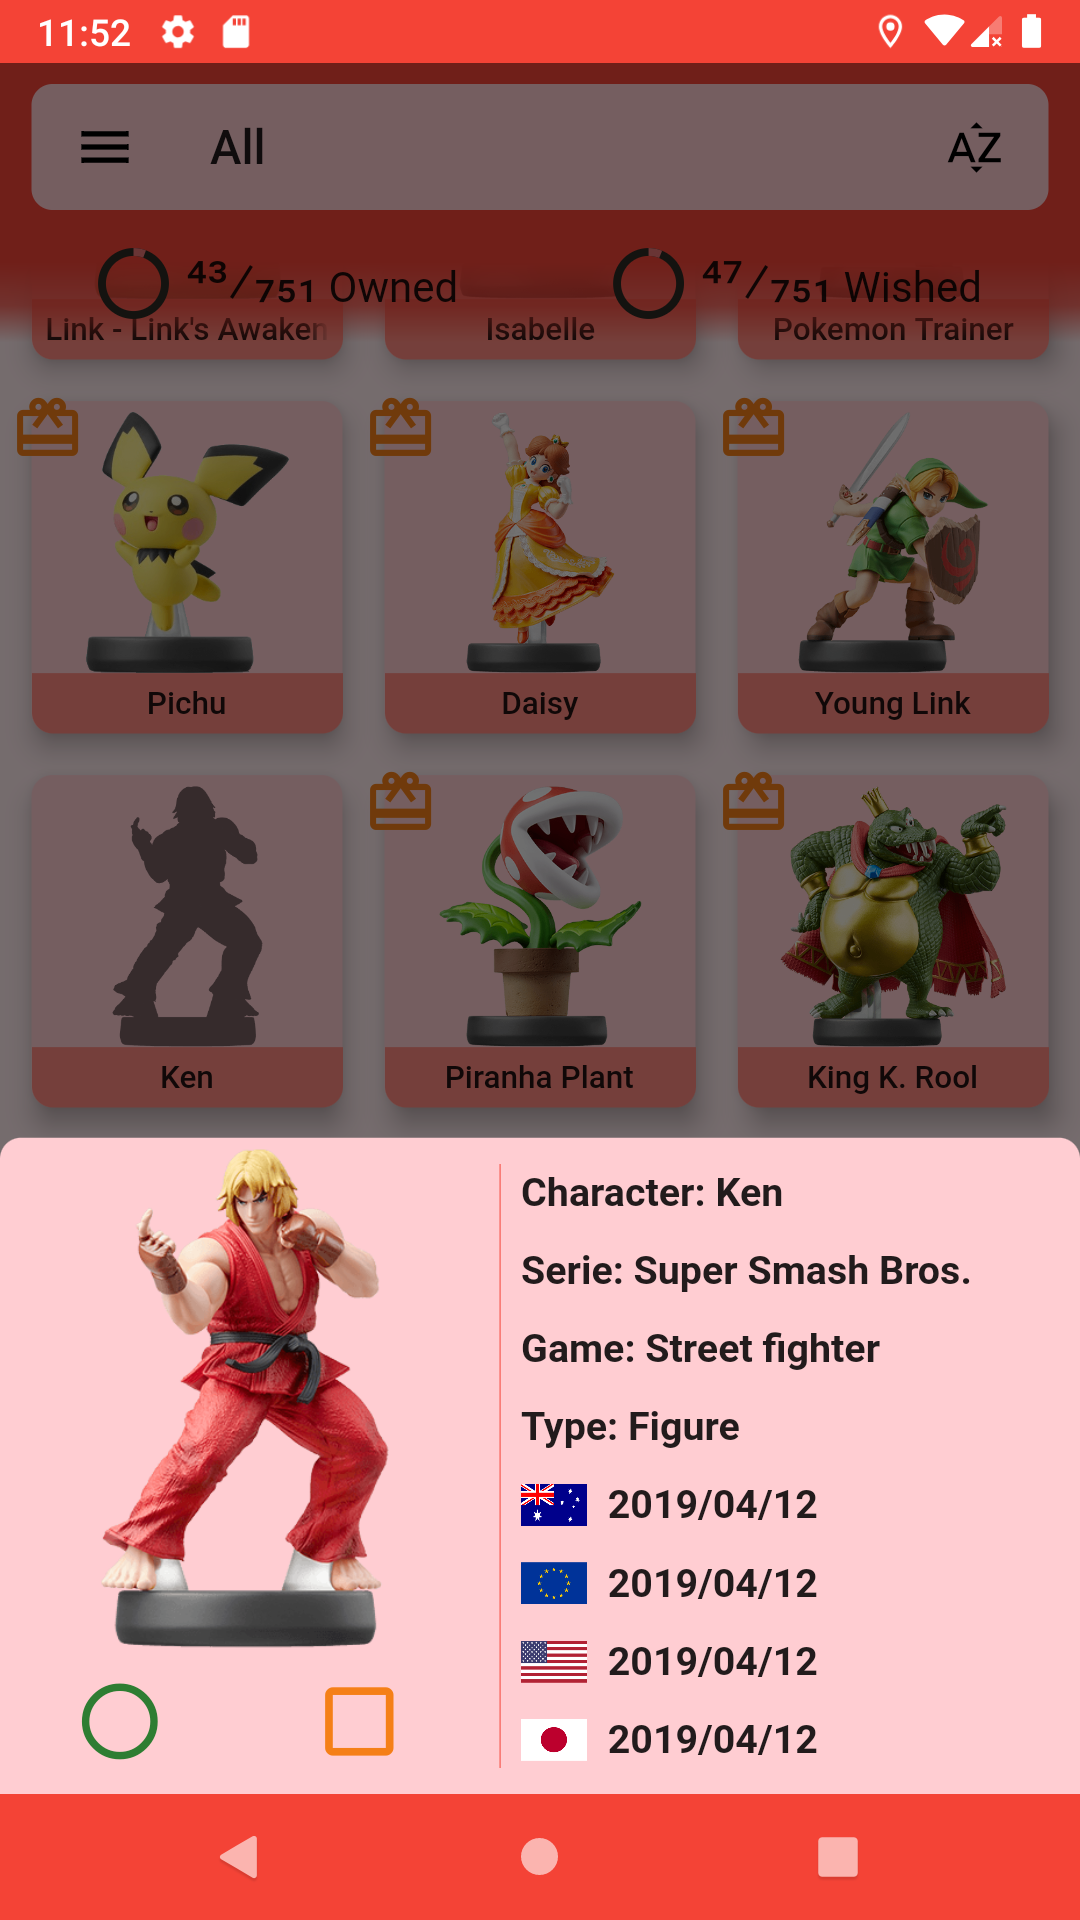 11:52
All
AZ
43/751 Owned
47/751 Wished
Link - Link's Awaken
Isabelle
Pokemon Trainer
Pichu
Daisy
Young Link
Ken
Piranha Plant
King K. Rool
Character: Ken
Serie: Super Smash Bros.
Game: Street fighter
Type: Figure
2019/04/12
2019/04/12
2019/04/12
2019/04/12